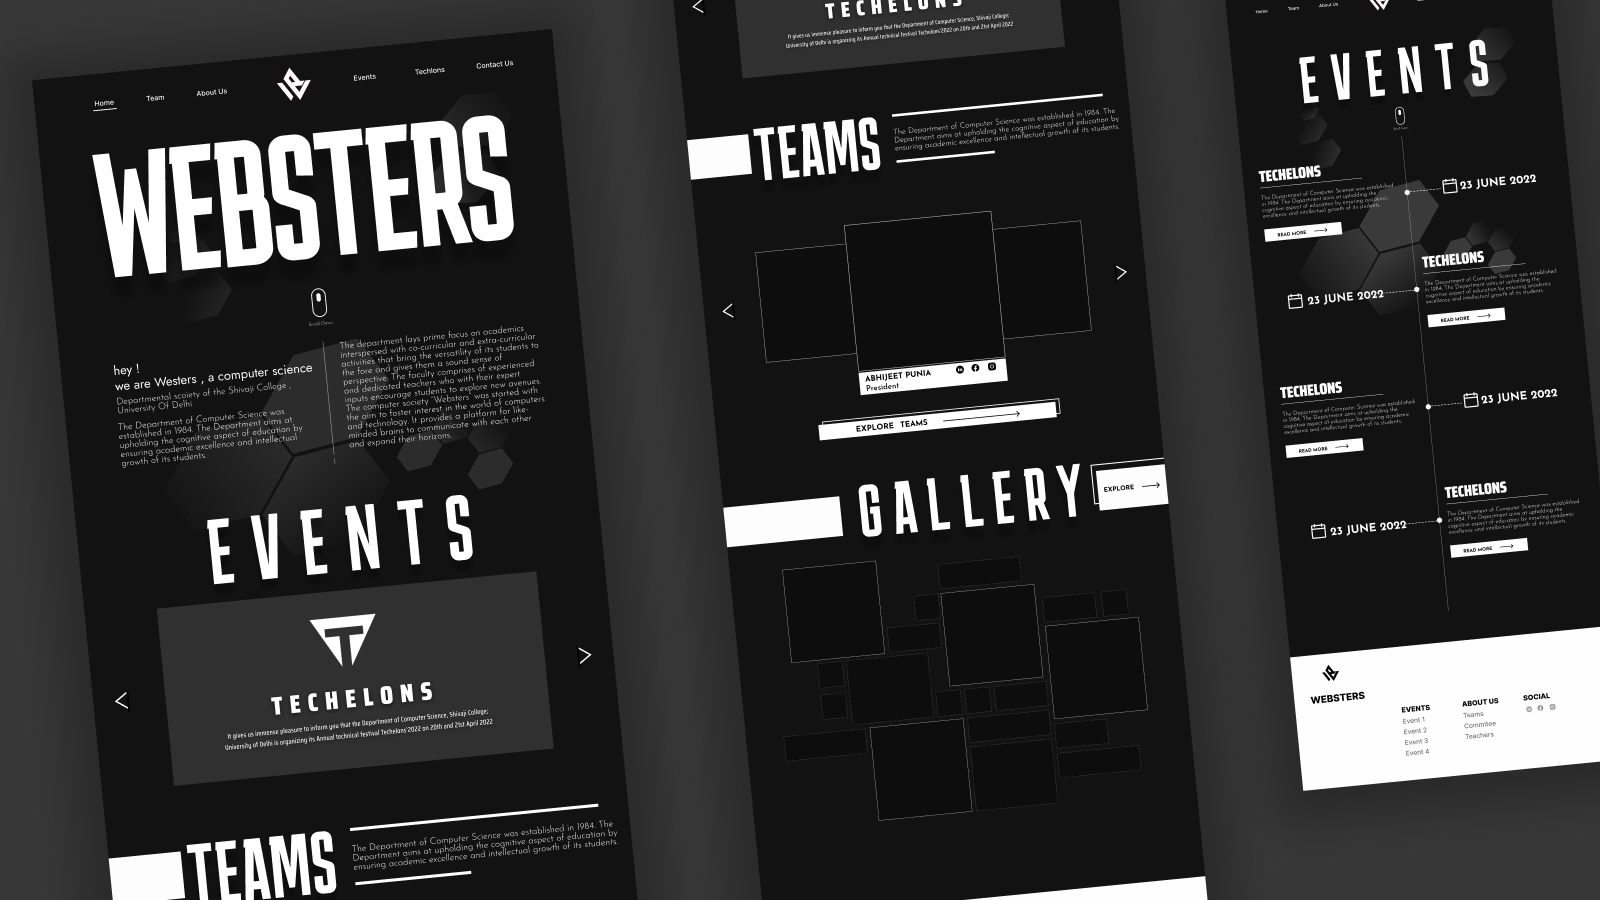 Home
Team
About Us
Events
Techlons
Contact Us
WEBSTERS
Scroll Down
hey !
we are Westers , a computer science
Departmental scoiety of the Shivaji College ,
University Of Delhi
The Department of Computer Science was
established in 1984. The Department aims at
upholding the cognitive aspect of education by
ensuring academic excellence and intellectual
growth of its students.
The department lays prime focus on academics
interspersed with co-curricular and extra-curricular
activities that bring the versatility of its students to
the fore and gives them a sound sense of
perspective. The faculty comprises of experienced
and dedicated teachers who with their expert
inputs encourage students to explore new avenues.
The computer society "Websters" was started with
the aim to foster interest in the world of computers
and technology. It provides a platform for like-
minded brains to communicate with each other
and expand their horizons.
EVENTS
TECHELONS
It gives us immense pleasure to inform you that the Department of Computer Science, Shivaji College;
University of Delhi is organizing its Annual technical festival Techelons'2022 on 20th and 21st April 2022
TEAMS
The Department of Computer Science was established in 1984. The
Department aims at upholding the cognitive aspect of education by
ensuring academic excellence and intellectual growth of its students.
TECHELONS
It gives us immense pleasure to inform you that the Department of Computer Science, Shivaji College;
University of Delhi is organizing its Annual technical festival Techelons'2022 on 20th and 21st April 2022
TEAMS
The Department of Computer Science was established in 1984. The
Department aims at upholding the cognitive aspect of education by
ensuring academic excellence and intellectual growth of its students.
ABHIJEET PUNIA
President
EXPLORE TEAMS
GALLERY
EXPLORE
Home
Team
About Us
EVENTS
Scroll Down
TECHELONS
The Department of Computer Science was established
in 1984. The Department aims at upholding the
cognitive aspect of education by ensuring academic
excellence and intellectual growth of its students.
READ MORE
23 JUNE 2022
TECHELONS
The Department of Computer Science was established
in 1984. The Department aims at upholding the
cognitive aspect of education by ensuring academic
excellence and intellectual growth of its students.
READ MORE
23 JUNE 2022
TECHELONS
The Department of Computer Science was established
in 1984. The Department aims at upholding the
cognitive aspect of education by ensuring academic
excellence and intellectual growth of its students.
READ MORE
23 JUNE 2022
TECHELONS
The Department of Computer Science was established
in 1984. The Department aims at upholding the
cognitive aspect of education by ensuring academic
excellence and intellectual growth of its students.
READ MORE
23 JUNE 2022
WEBSTERS
EVENTS
Event 1
Event 2
Event 3
Event 4
ABOUT US
Teams
Commitee
Teachers
SOCIAL